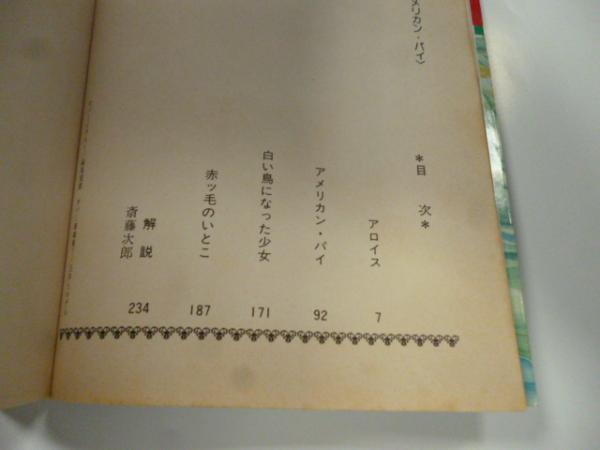 メリカン・パイ〉
＊目次＊
アロイス 7
アメリカン・パイ 92
白い鳥になった少女 171
赤ッ毛のいとこ 187
解説
斎藤次郎 234